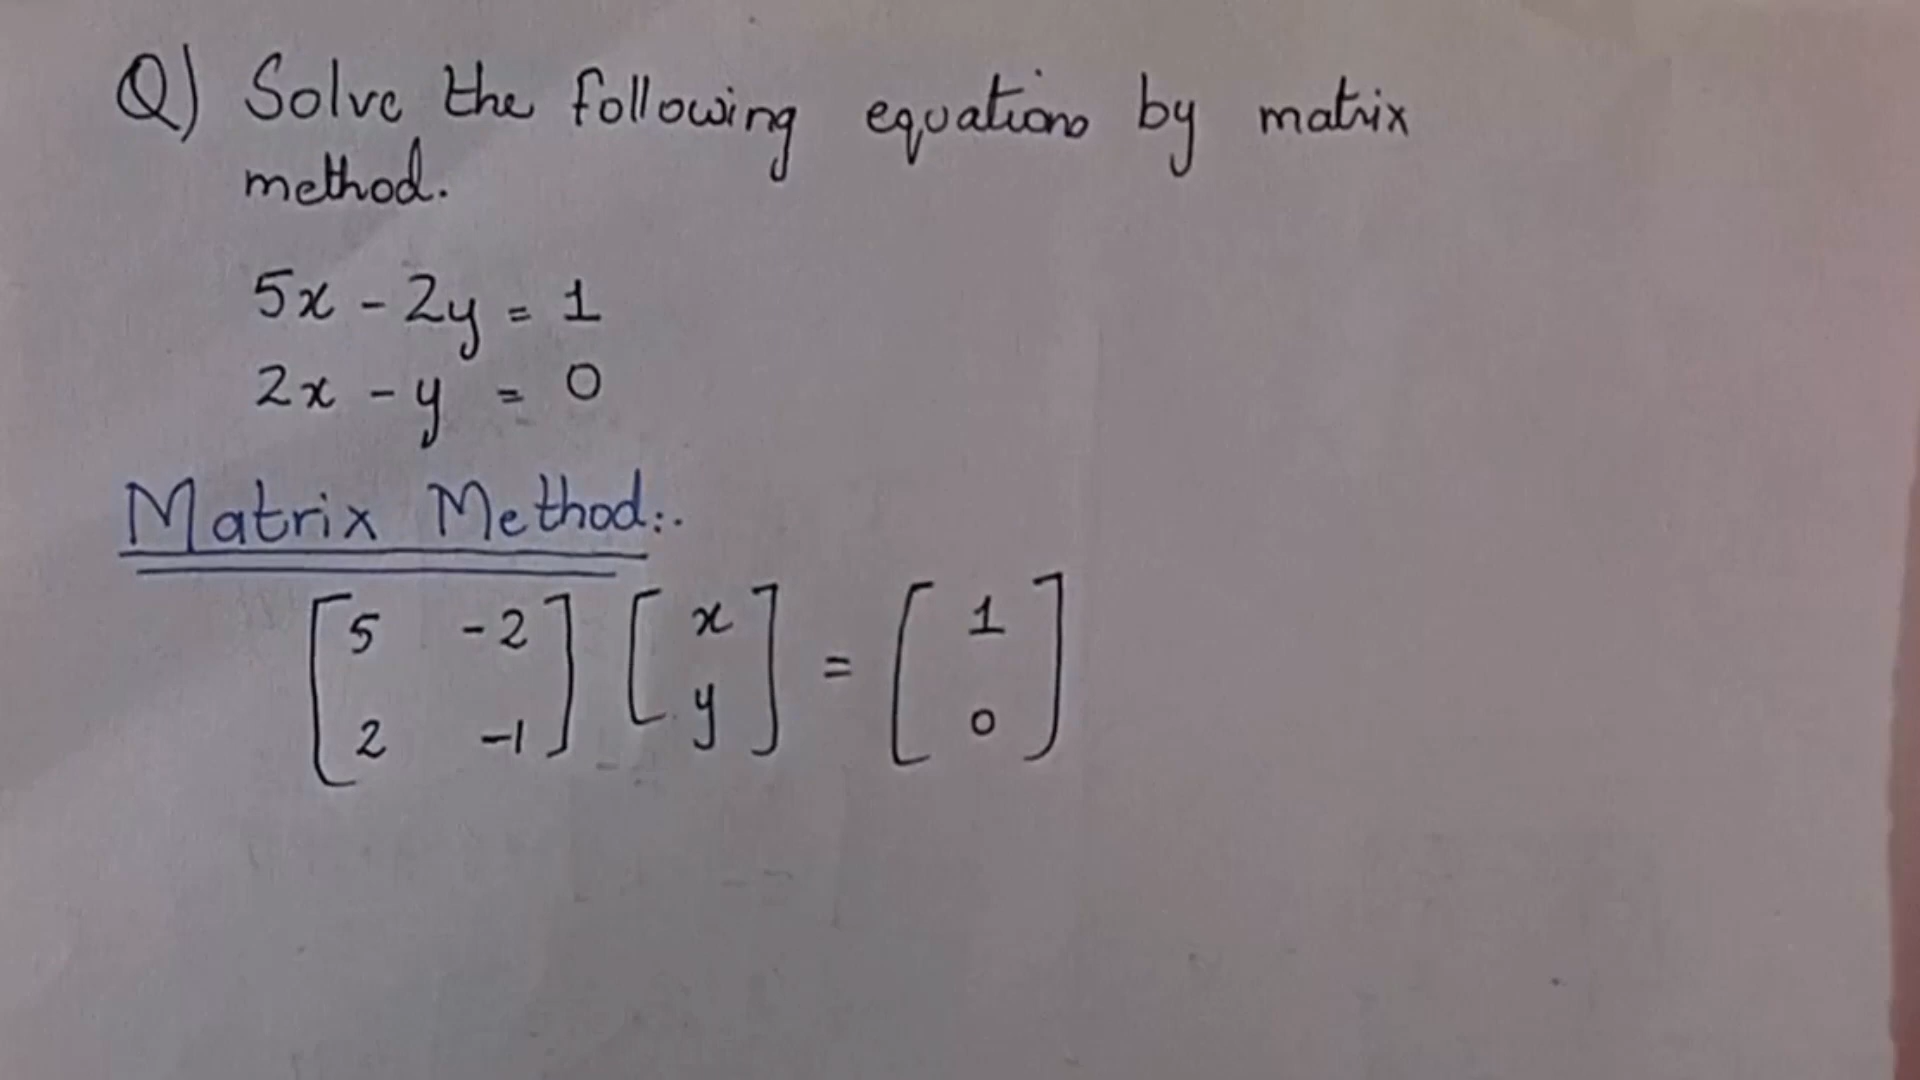 Q) Solve the following equations by matrix
method.
5x - 2y = 1
2x - y = 0
Matrix Method:.
[5 -2] [x] = [1]
[2 -1] [y] [0]